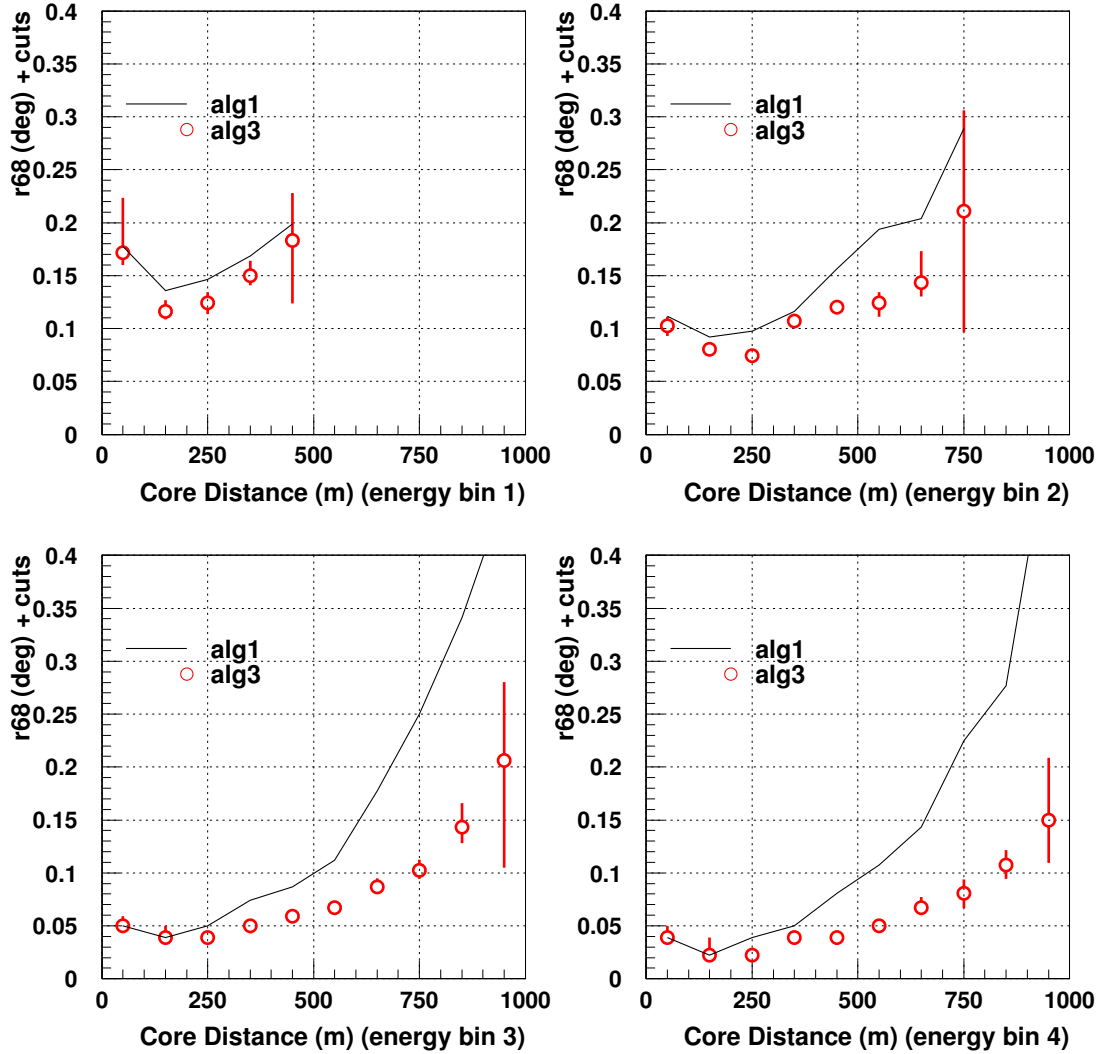 r68 (deg) + cuts
0.4
0.35
0.3
0.25
0.2
0.15
0.1
0.05
0
alg1
alg3
0 250 500 750 1000
Core Distance (m) (energy bin 1)
r68 (deg) + cuts
0.4
0.35
0.3
0.25
0.2
0.15
0.1
0.05
0
alg1
alg3
0 250 500 750 1000
Core Distance (m) (energy bin 2)
r68 (deg) + cuts
0.4
0.35
0.3
0.25
0.2
0.15
0.1
0.05
0
alg1
alg3
0 250 500 750 1000
Core Distance (m) (energy bin 3)
r68 (deg) + cuts
0.4
0.35
0.3
0.25
0.2
0.15
0.1
0.05
0
alg1
alg3
0 250 500 750 1000
Core Distance (m) (energy bin 4)